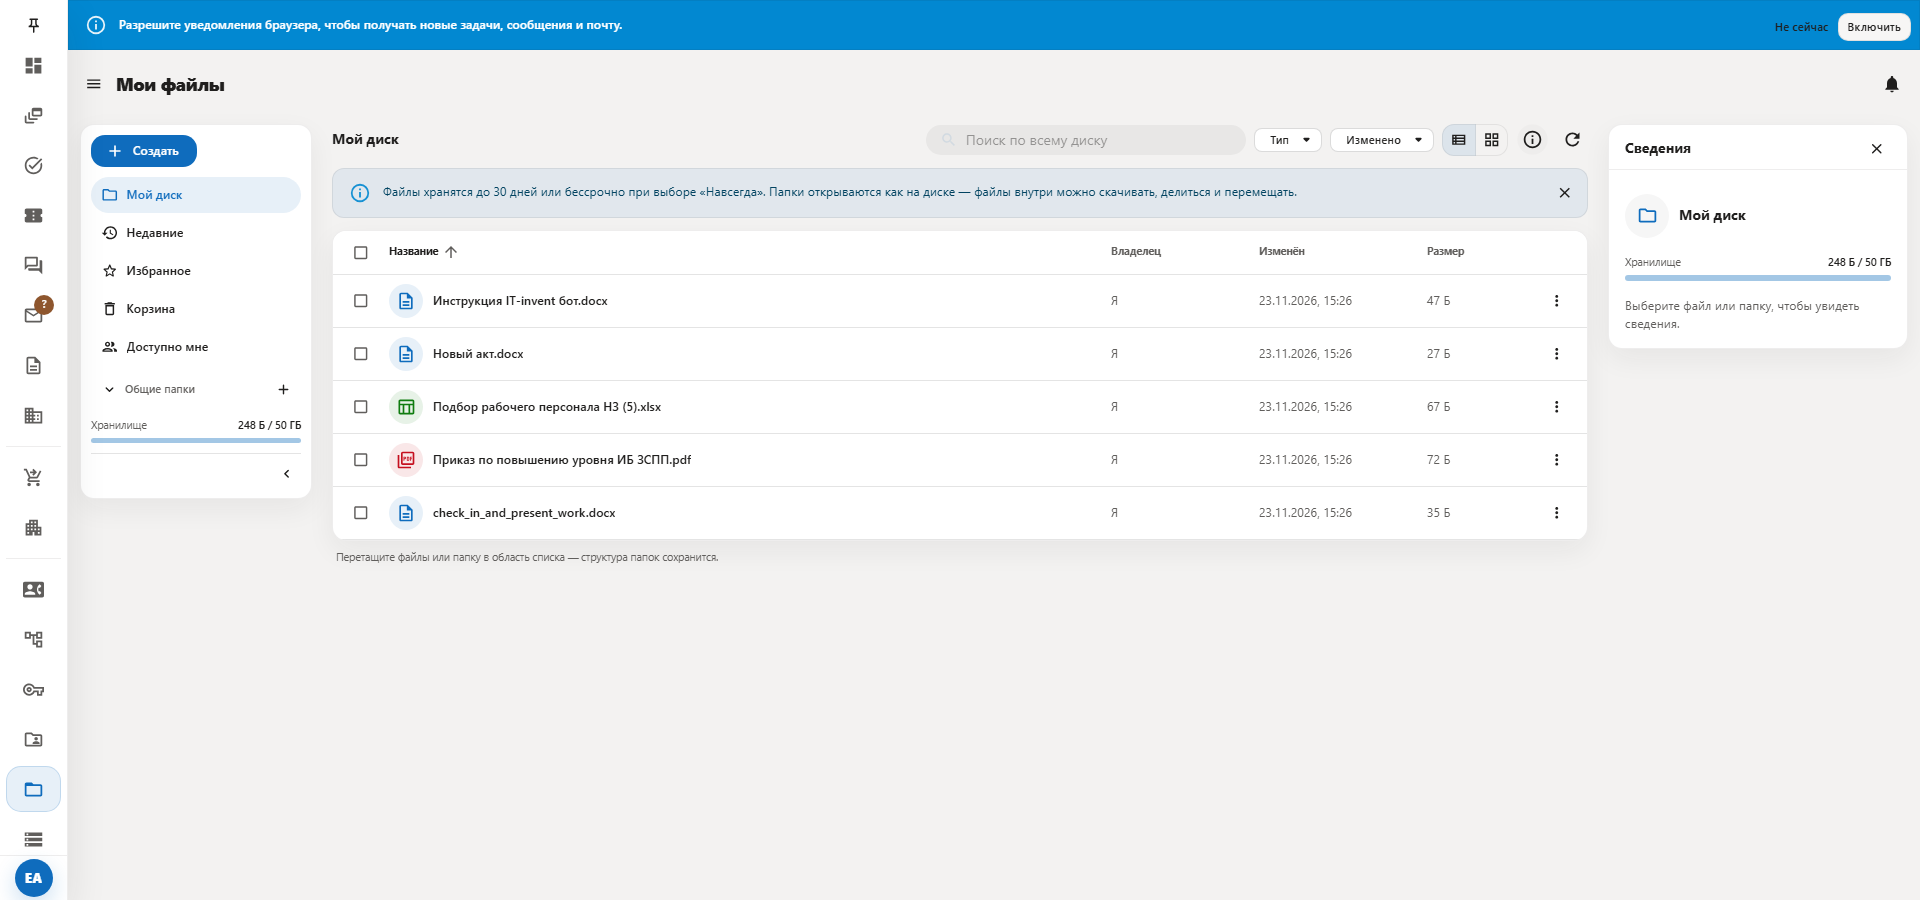 Разрешите уведомления браузера, чтобы получать новые задачи, сообщения и почту.
Не сейчас
Включить
Мои файлы
Создать
Мой диск
Недавние
Избранное
Корзина
Доступно мне
Общие папки
Хранилище
248 Б / 50 ГБ
Мой диск
Поиск по всему диску
Тип
Изменено
Файлы хранятся до 30 дней или бессрочно при выборе «Навсегда». Папки открываются как на диске — файлы внутри можно скачивать, делиться и перемещать.
Название Владелец Изменён Размер
Инструкция IT-invent бот.docx Я 23.11.2026, 15:26 47 Б
Новый акт.docx Я 23.11.2026, 15:26 27 Б
Подбор рабочего персонала НЗ (5).xlsx Я 23.11.2026, 15:26 67 Б
PDF
Приказ по повышению уровня ИБ ЗСПП.pdf Я 23.11.2026, 15:26 72 Б
check_in_and_present_work.docx Я 23.11.2026, 15:26 35 Б
Перетащите файлы или папку в область списка — структура папок сохранится.
Сведения
Мой диск
Хранилище
248 Б / 50 ГБ
Выберите файл или папку, чтобы увидеть
сведения.
?
EA